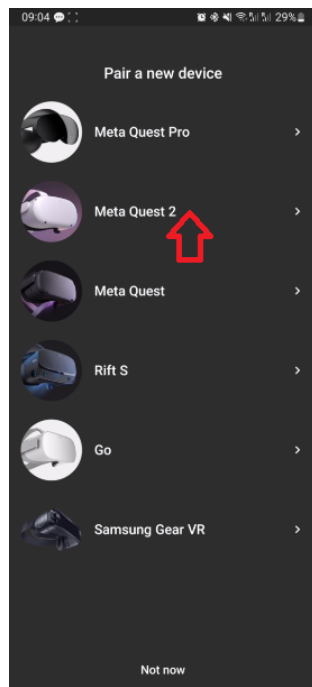 09:04 29%
Pair a new device
Meta Quest Pro
Meta Quest 2
Meta Quest
Rift S
Go
Samsung Gear VR
Not now